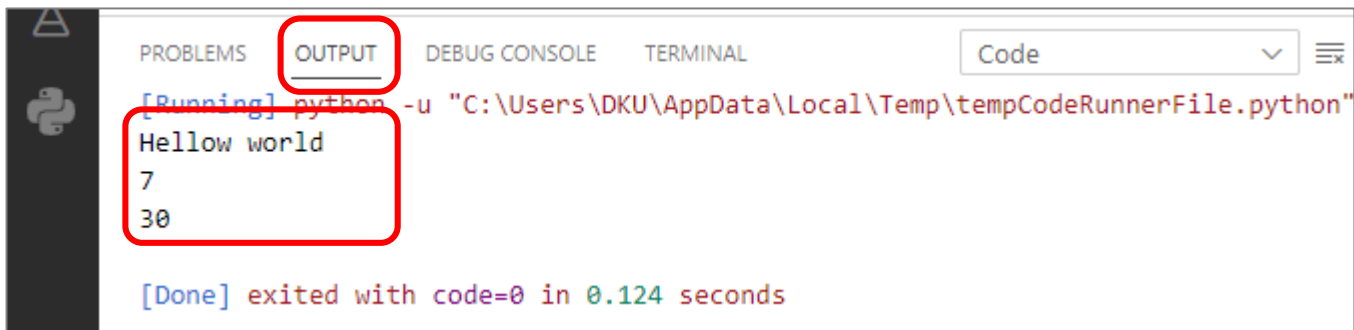 PROBLEMS OUTPUT DEBUG CONSOLE TERMINAL Code
[Running] python -u "C:\Users\DKU\AppData\Local\Temp\tempCodeRunnerFile.python"
Hellow world
7
30
[Done] exited with code=0 in 0.124 seconds